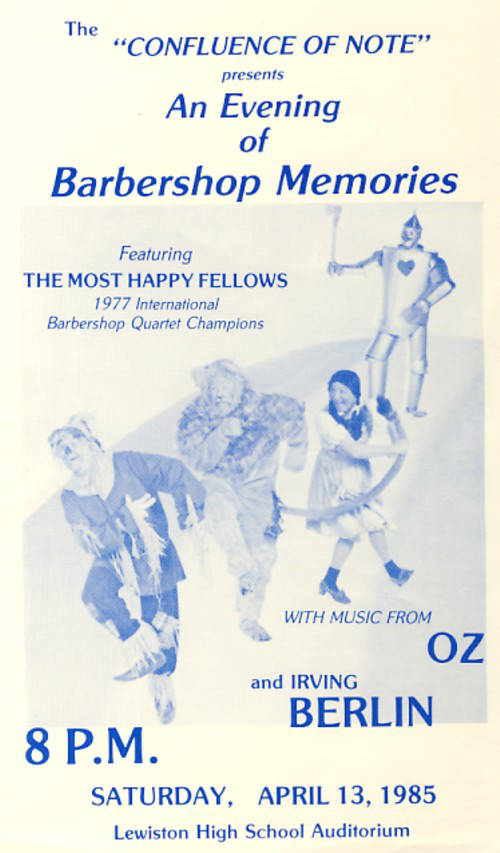 The
"CONFLUENCE OF NOTE"
presents
An Evening
of
Barbershop Memories
Featuring
THE MOST HAPPY FELLOWS
1977 International
Barbershop Quartet Champions
WITH MUSIC FROM
OZ
and IRVING
BERLIN
8 P.M.
SATURDAY, APRIL 13, 1985
Lewiston High School Auditorium